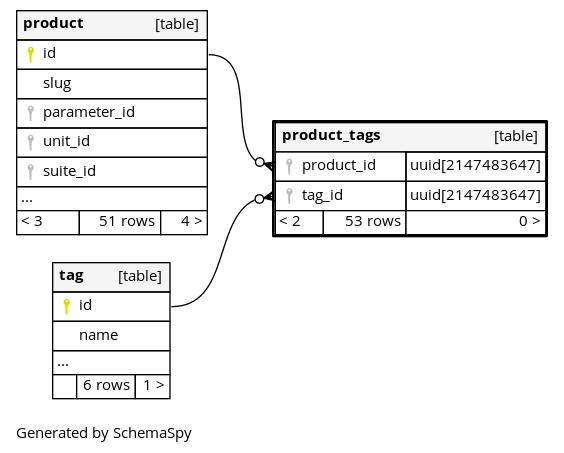 product [table]
id
slug
parameter_id
unit_id
suite_id
...
< 3 51 rows 4 >
product_tags [table]
product_id uuid[2147483647]
tag_id uuid[2147483647]
< 2 53 rows 0 >
tag [table]
id
name
...
6 rows 1 >
Generated by SchemaSpy